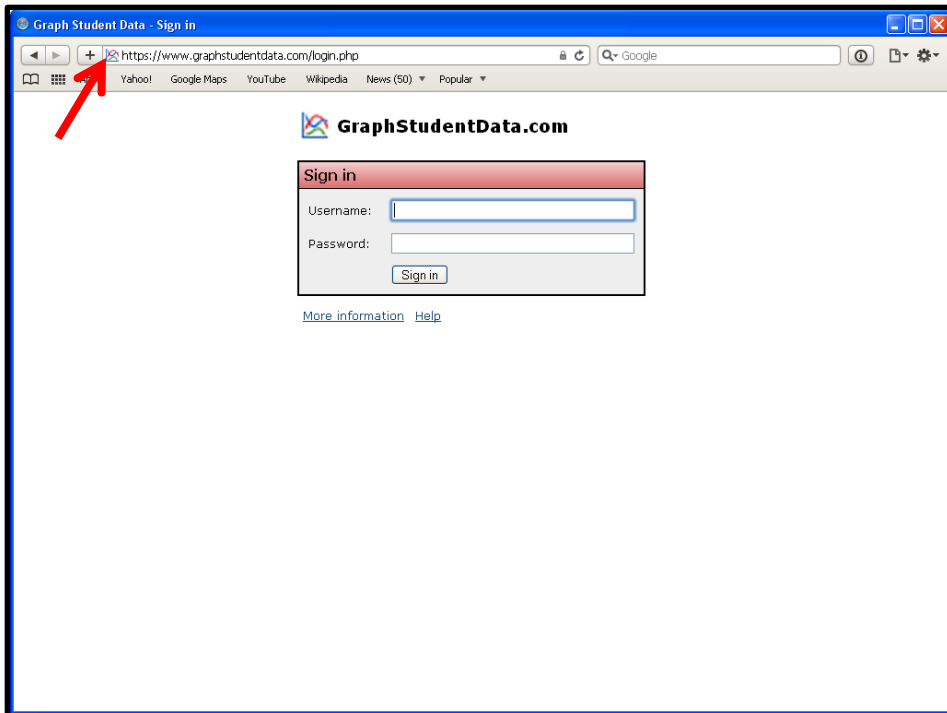 Graph Student Data - Sign in
https://www.graphstudentdata.com/login.php
Google
Yahoo! Google Maps YouTube Wikipedia News (50) ▼ Popular ▼
GraphStudentData.com
Sign in
Username:
Password:
Sign in
More information Help